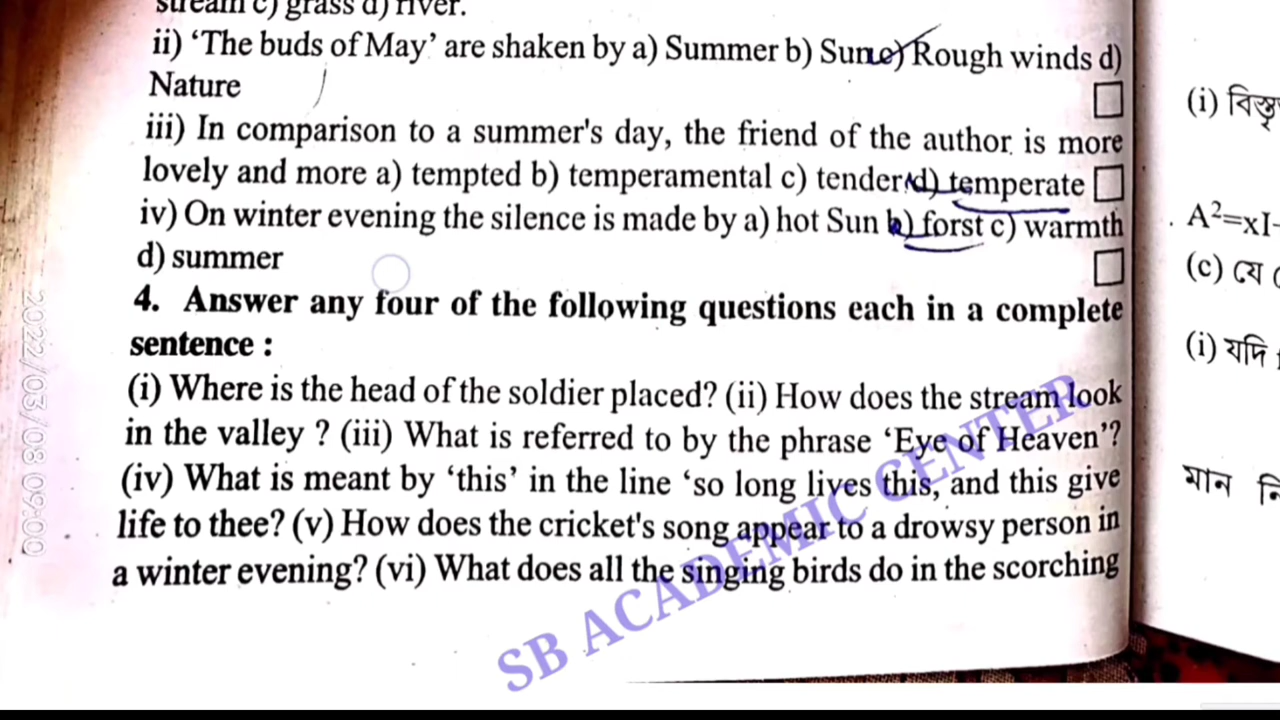 stream c) grass d) river.
ii) ‘The buds of May’ are shaken by a) Summer b) Sun c) Rough winds d)
Nature
iii) In comparison to a summer's day, the friend of the author is more
lovely and more a) tempted b) temperamental c) tender d) temperate
iv) On winter evening the silence is made by a) hot Sun b) forst c) warmth
d) summer
4. Answer any four of the following questions each in a complete
sentence :
(i) Where is the head of the soldier placed? (ii) How does the stream look
in the valley ? (iii) What is referred to by the phrase ‘Eye of Heaven’?
(iv) What is meant by ‘this’ in the line ‘so long lives this, and this give
life to thee? (v) How does the cricket's song appear to a drowsy person in
a winter evening? (vi) What does all the singing birds do in the scorching
SB ACADEMIC CENTER
2022/03/08 09:00
(i)
A²=xI-
(c) যে
(i) যদি
মান